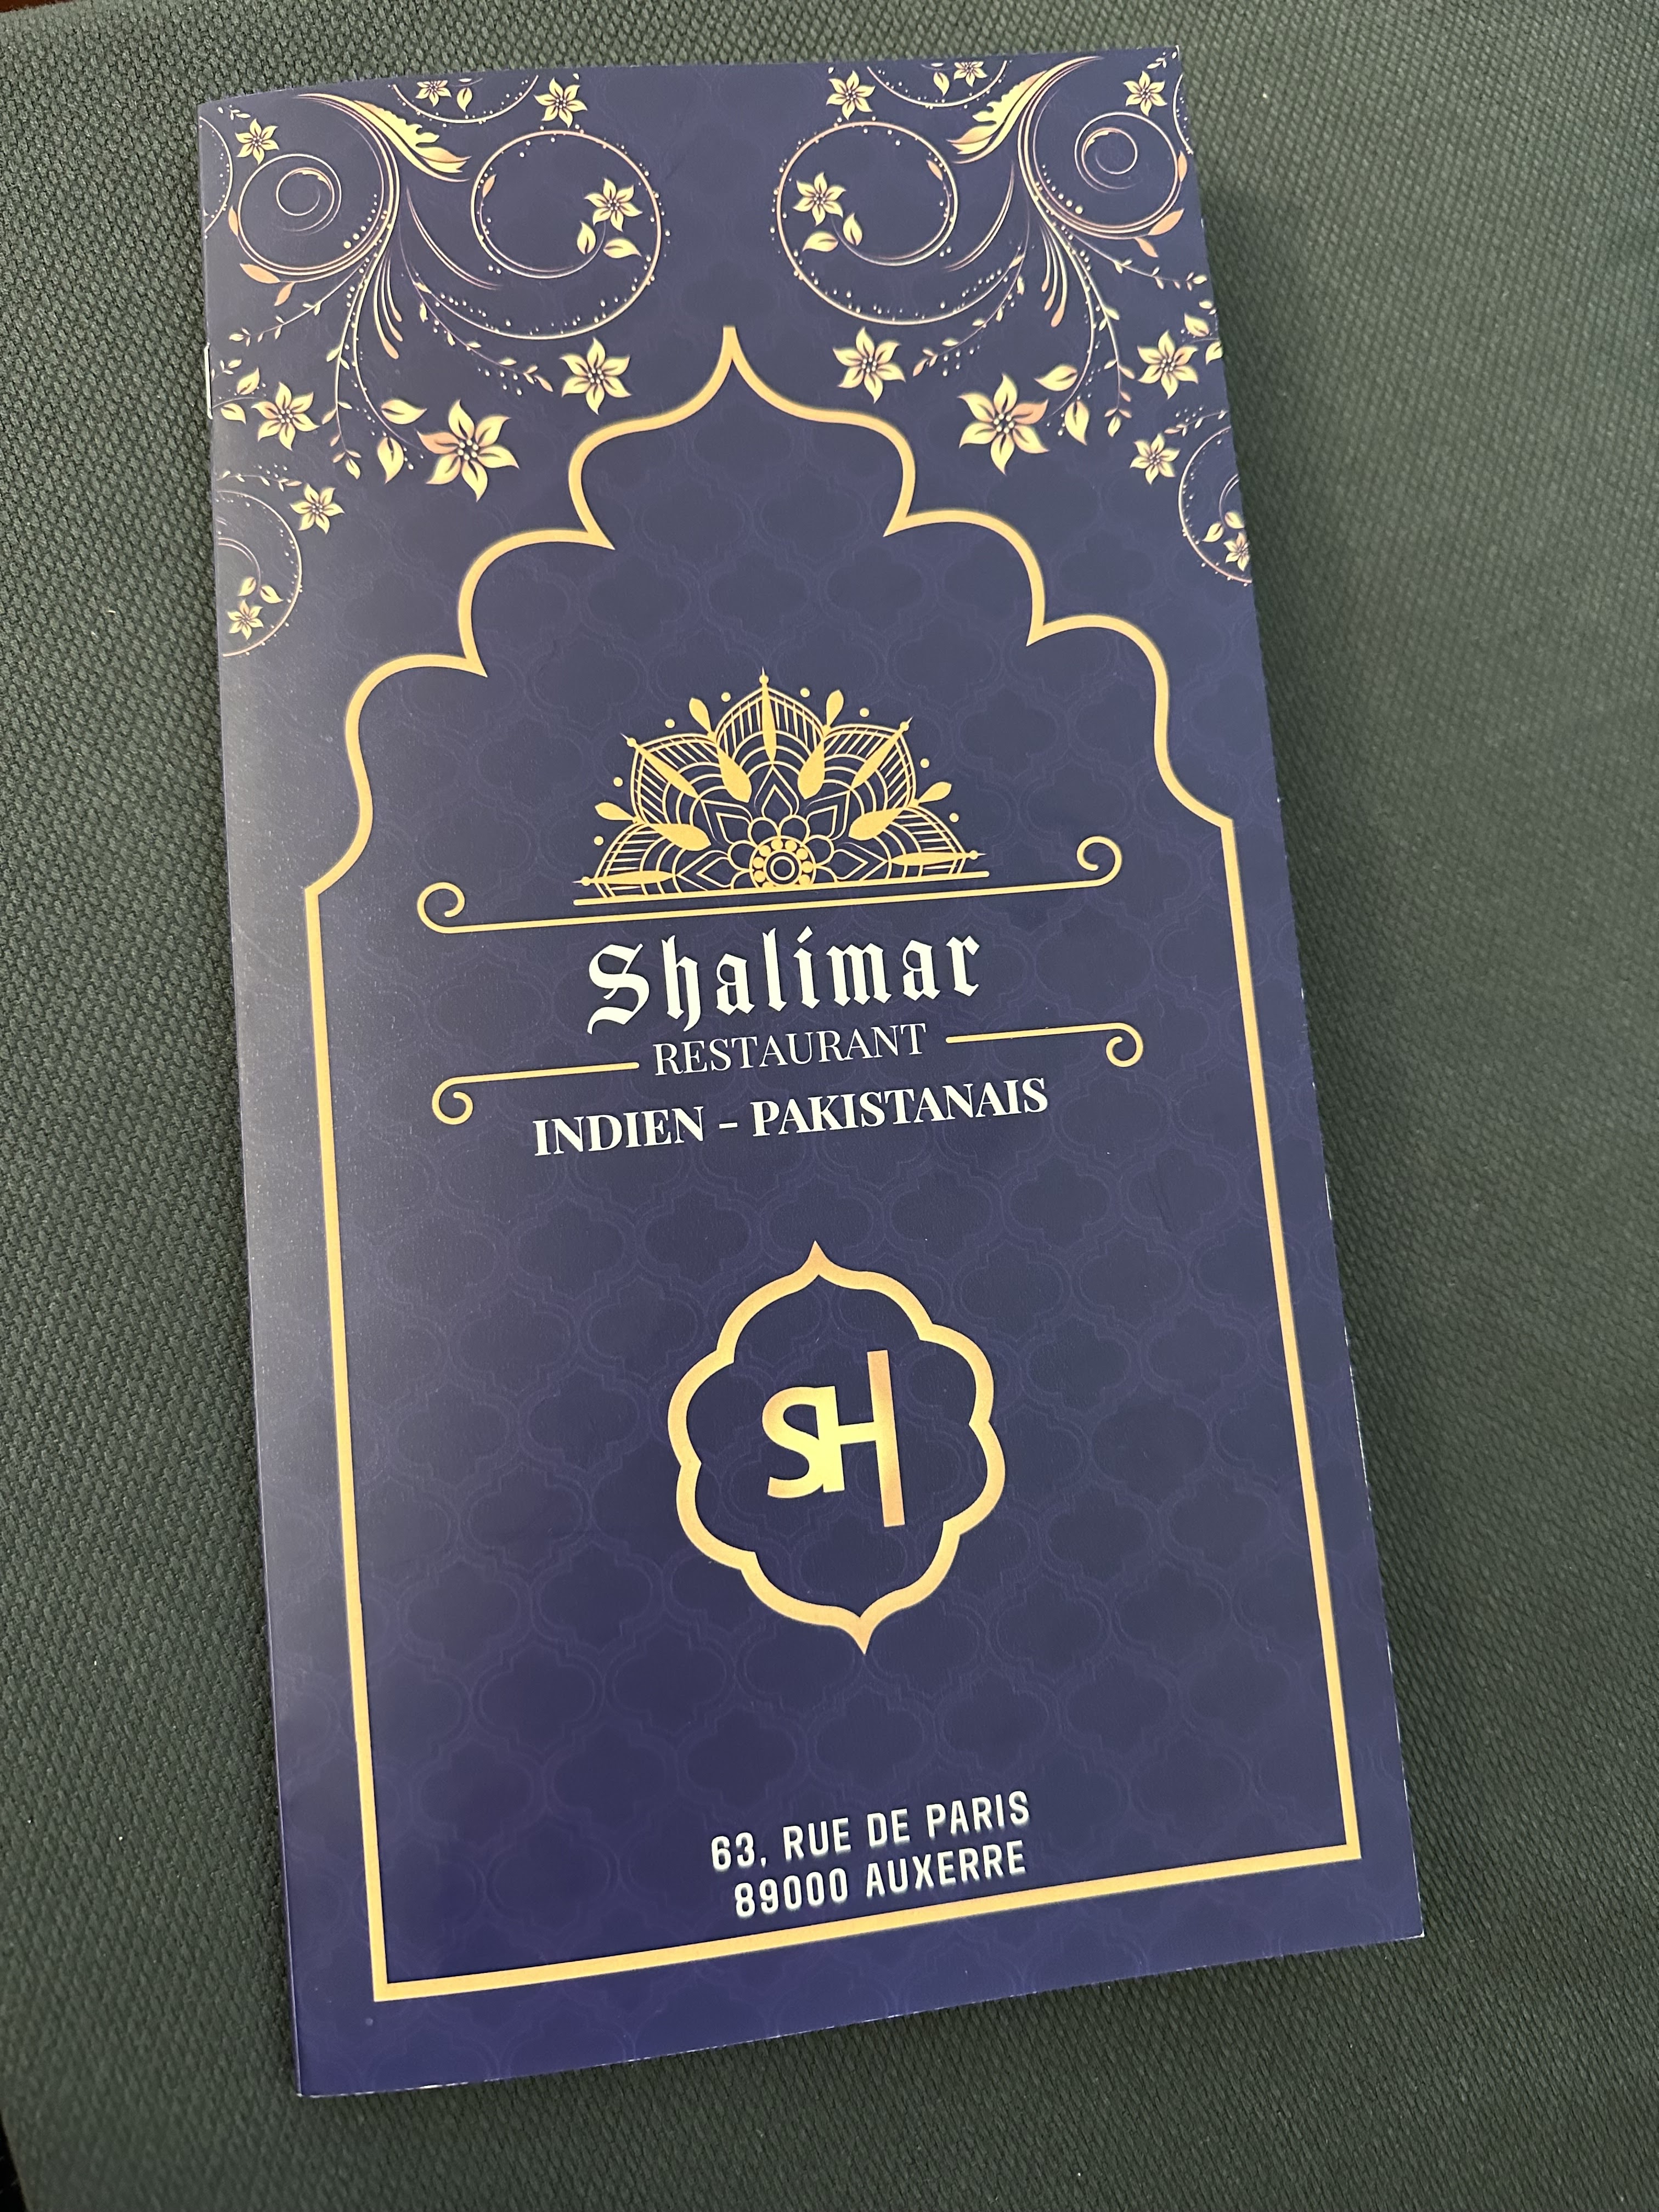 Shalimar
RESTAURANT
INDIEN - PAKISTANAIS
SH
63, RUE DE PARIS
89000 AUXERRE